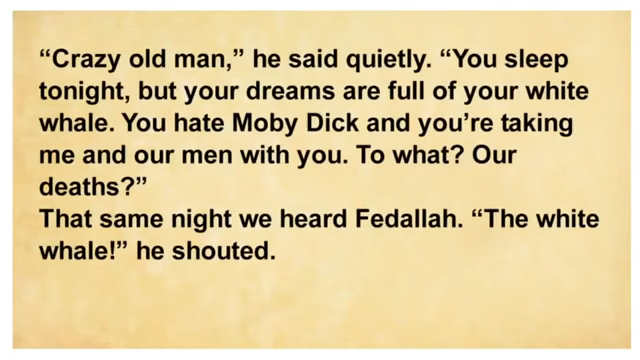 “Crazy old man,” he said quietly. “You sleep
tonight, but your dreams are full of your white
whale. You hate Moby Dick and you’re taking
me and our men with you. To what? Our
deaths?”
That same night we heard Fedallah. “The white
whale!” he shouted.